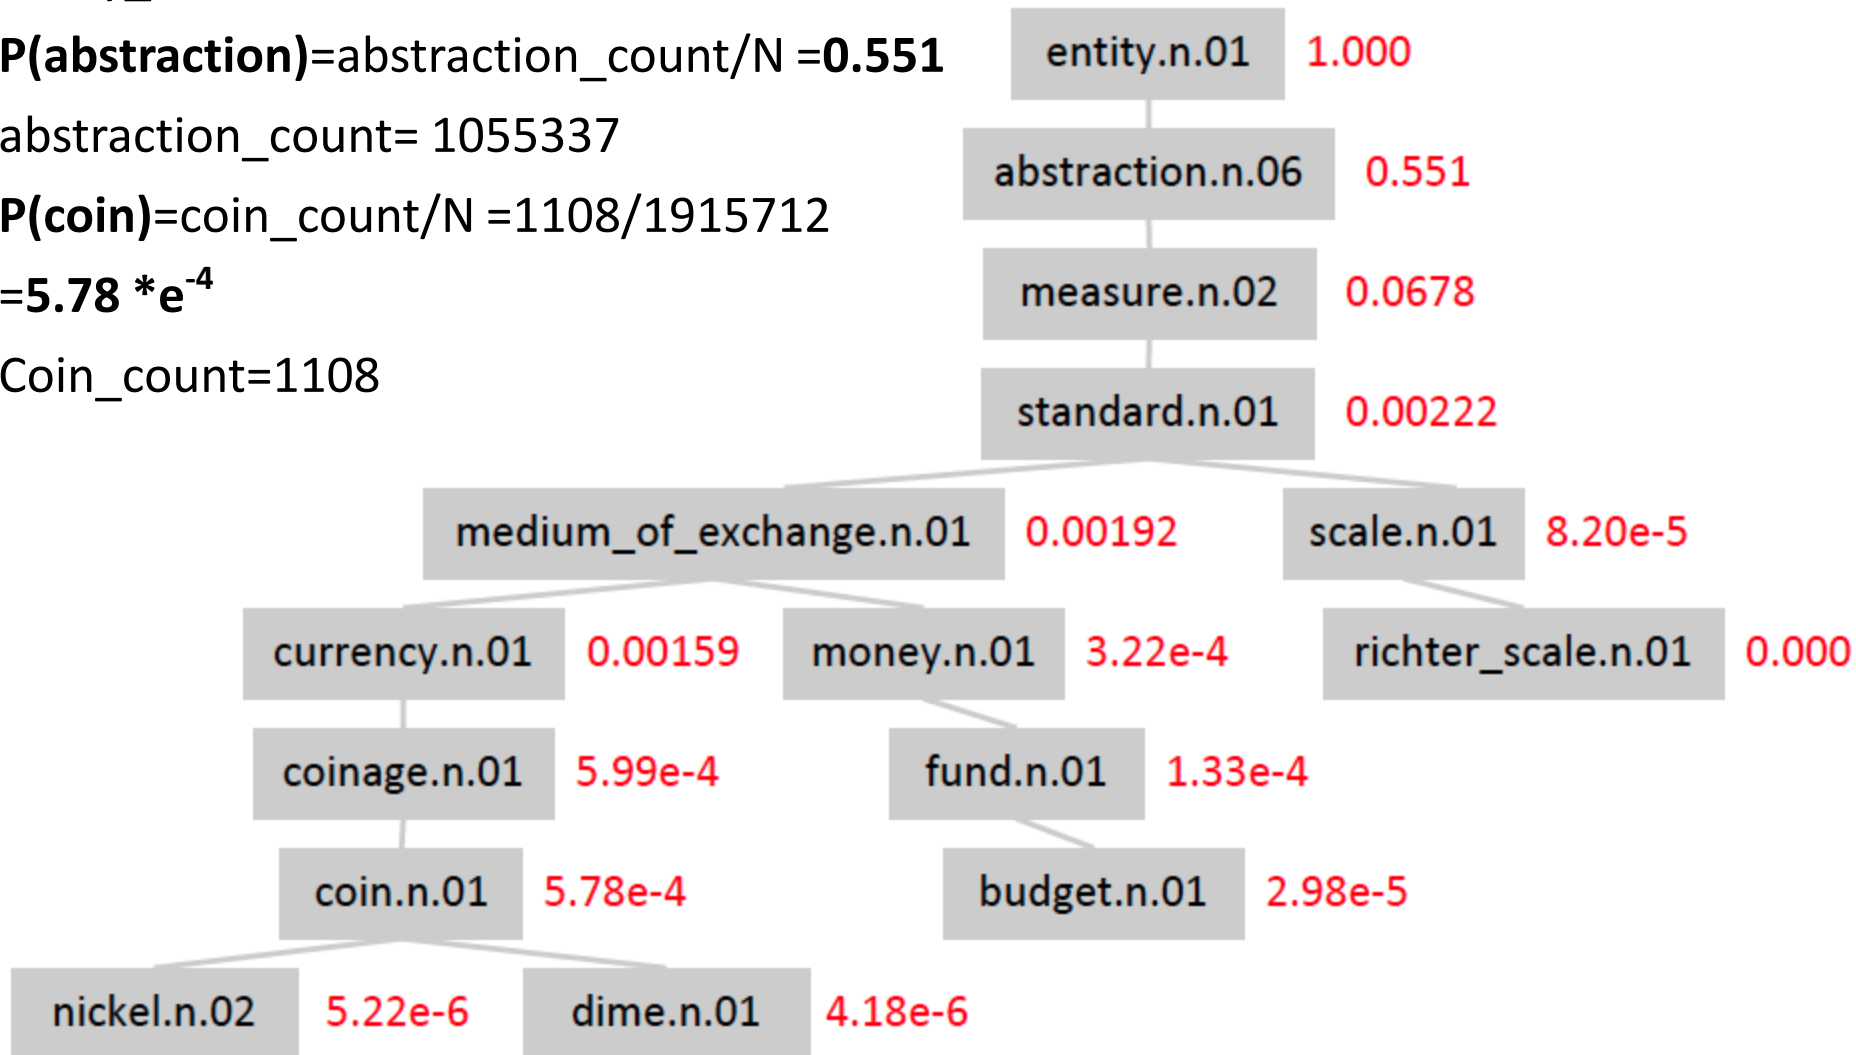 P(abstraction)=abstraction_count/N =0.551
abstraction_count= 1055337
P(coin)=coin_count/N =1108/1915712
=5.78 *e-4
Coin_count=1108
entity.n.01 1.000
abstraction.n.06 0.551
measure.n.02 0.0678
standard.n.01 0.00222
medium_of_exchange.n.01 0.00192 scale.n.01 8.20e-5
currency.n.01 0.00159 money.n.01 3.22e-4 richter_scale.n.01 0.000
coinage.n.01 5.99e-4 fund.n.01 1.33e-4
coin.n.01 5.78e-4 budget.n.01 2.98e-5
nickel.n.02 5.22e-6 dime.n.01 4.18e-6